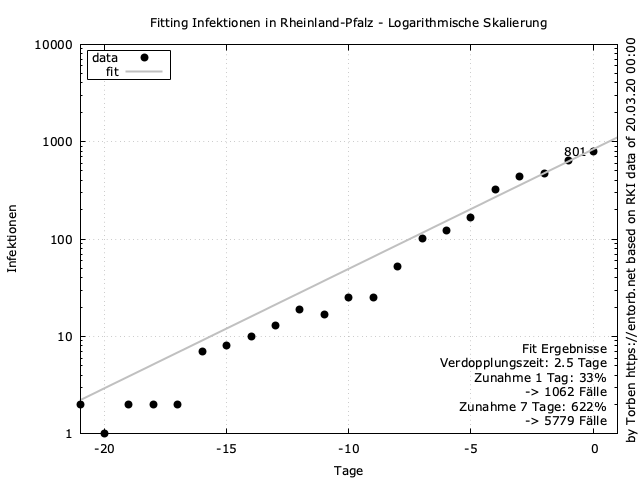 Fitting Infektionen in Rheinland-Pfalz - Logarithmische Skalierung
10000
1000
100
10
1
data
fit
801
Infektionen
Fit Ergebnisse
Verdopplungszeit: 2.5 Tage
Zunahme 1 Tag: 33%
-> 1062 Fälle
Zunahme 7 Tage: 622%
-> 5779 Fälle
-20
-15
-10
-5
0
Tage
by Torben https://entorb.net based on RKI data of 20.03.20 00:00